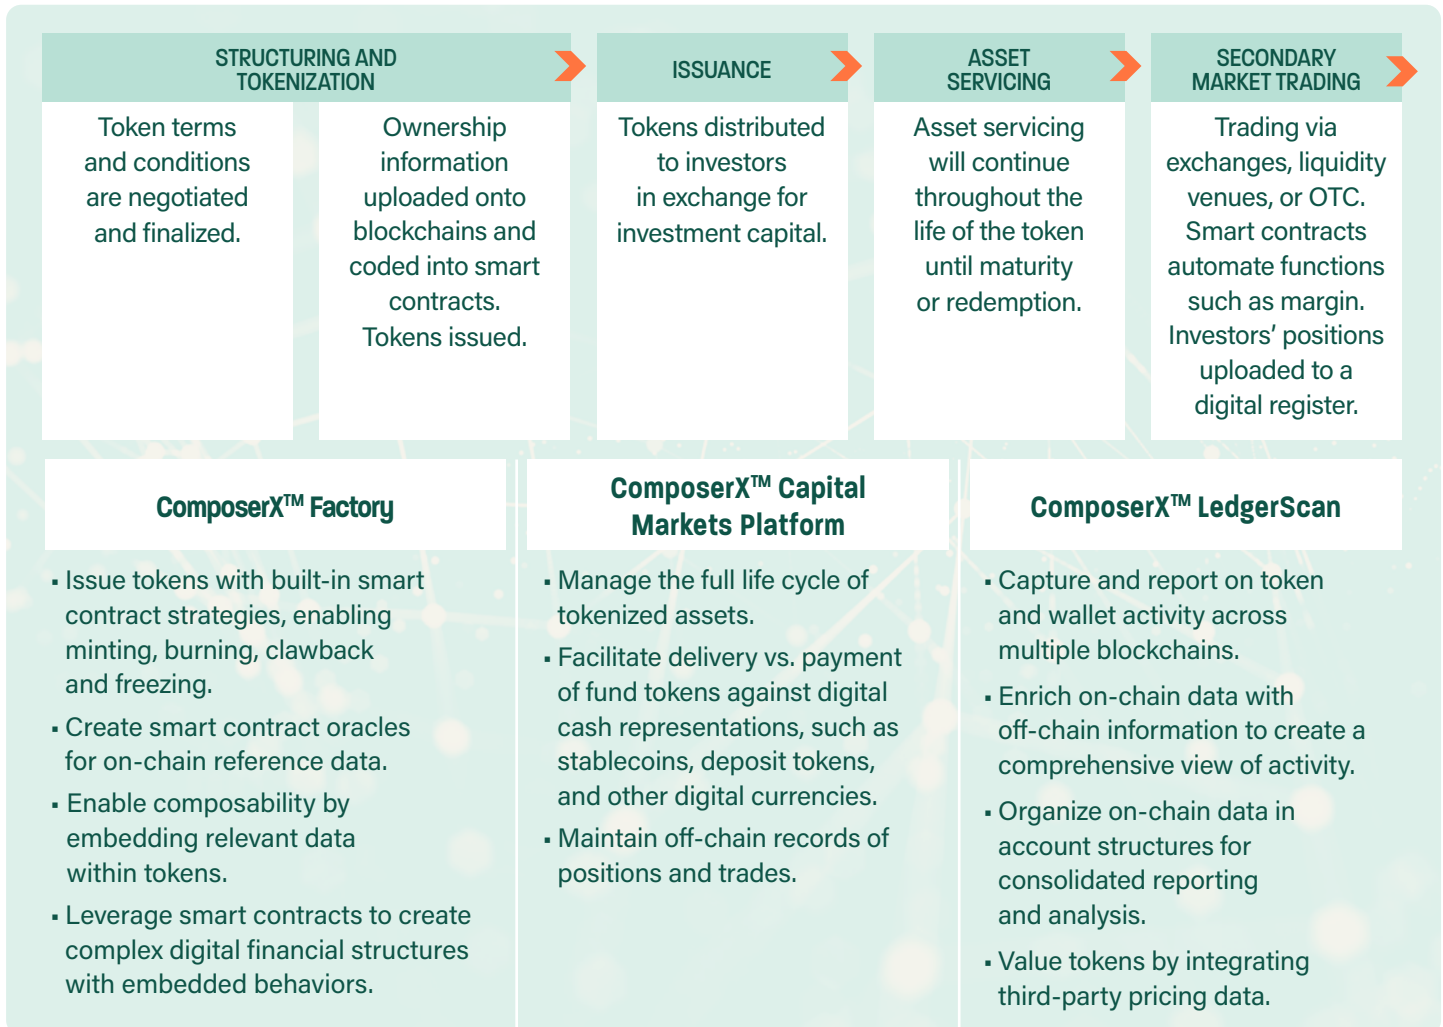 STRUCTURING AND
TOKENIZATION
Token terms
and conditions
are negotiated
and finalized.
Ownership
information
uploaded onto
blockchains and
coded into smart
contracts.
Tokens issued.
ISSUANCE
Tokens distributed
to investors
in exchange for
investment capital.
ASSET
SERVICING
Asset servicing
will continue
throughout the
life of the token
until maturity
or redemption.
SECONDARY
MARKET TRADING
Trading via
exchanges, liquidity
venues, or OTC.
Smart contracts
automate functions
such as margin.
Investors’ positions
uploaded to a
digital register.
ComposerX™ Factory
▪ Issue tokens with built-in smart
contract strategies, enabling
minting, burning, clawback
and freezing.
▪ Create smart contract oracles
for on-chain reference data.
▪ Enable composability by
embedding relevant data
within tokens.
▪ Leverage smart contracts to create
complex digital financial structures
with embedded behaviors.
ComposerX™ Capital
Markets Platform
▪ Manage the full life cycle of
tokenized assets.
▪ Facilitate delivery vs. payment
of fund tokens against digital
cash representations, such as
stablecoins, deposit tokens,
and other digital currencies.
▪ Maintain off-chain records of
positions and trades.
ComposerX™ LedgerScan
▪ Capture and report on token
and wallet activity across
multiple blockchains.
▪ Enrich on-chain data with
off-chain information to create a
comprehensive view of activity.
▪ Organize on-chain data in
account structures for
consolidated reporting
and analysis.
▪ Value tokens by integrating
third-party pricing data.